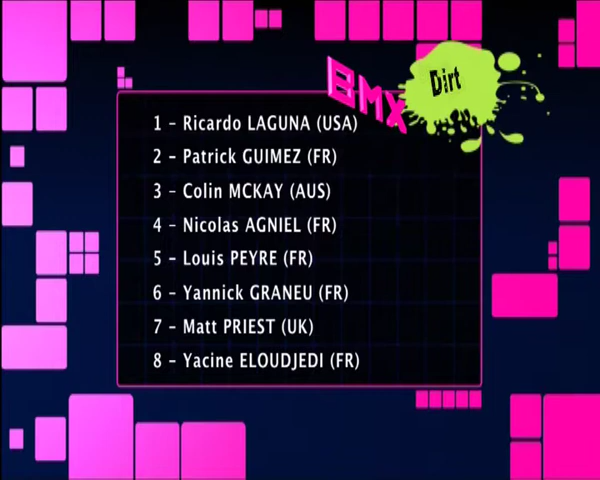 BMX Dirt
1 - Ricardo LAGUNA (USA)
2 - Patrick GUIMEZ (FR)
3 - Colin MCKAY (AUS)
4 - Nicolas AGNIEL (FR)
5 - Louis PEYRE (FR)
6 - Yannick GRANEU (FR)
7 - Matt PRIEST (UK)
8 - Yacine ELOUDJEDI (FR)